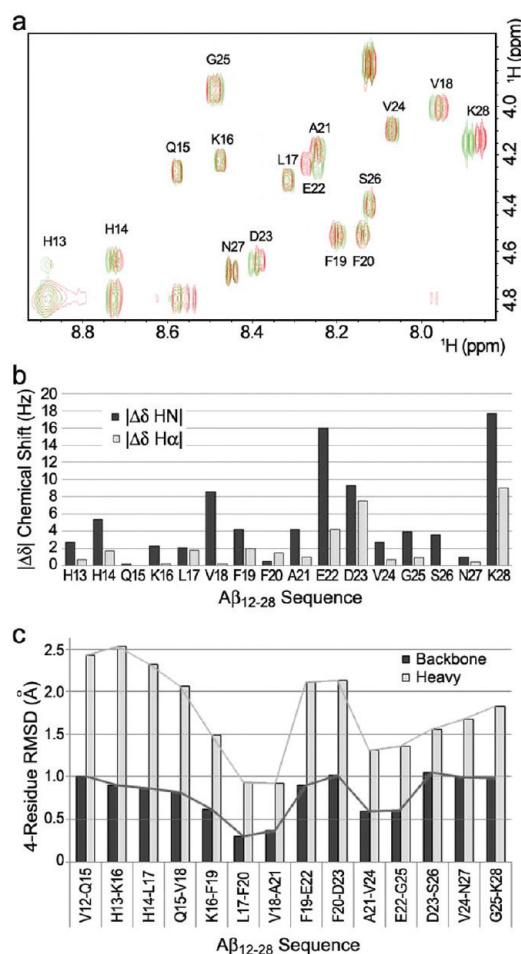 a
G25
V18
V24
K28
Q15
K16
A21
L17
E22
S26
H13
H14
N27
D23
F19
F20
4.0
4.2
4.4
4.6
4.8
¹H (ppm)
8.8
8.6
8.4
8.2
8.0
¹H (ppm)
b
|Δδ| Chemical Shift (Hz)
20
18
16
14
12
10
8
6
4
2
0
|Δδ HN|
|Δδ Hα|
H13 H14 Q15 K16 L17 V18 F19 F20 A21 E22 D23 V24 G25 S26 N27 K28
Aβ₁₂₋₂₈ Sequence
c
4-Residue RMSD (Å)
2.5
2.0
1.5
1.0
0.5
0
Backbone
Heavy
V12-Q15
H13-K16
H14-L17
Q15-V18
K16-F19
L17-F20
V18-A21
F19-E22
F20-D23
A21-V24
E22-G25
D23-S26
V24-N27
G25-K28
Aβ₁₂₋₂₈ Sequence